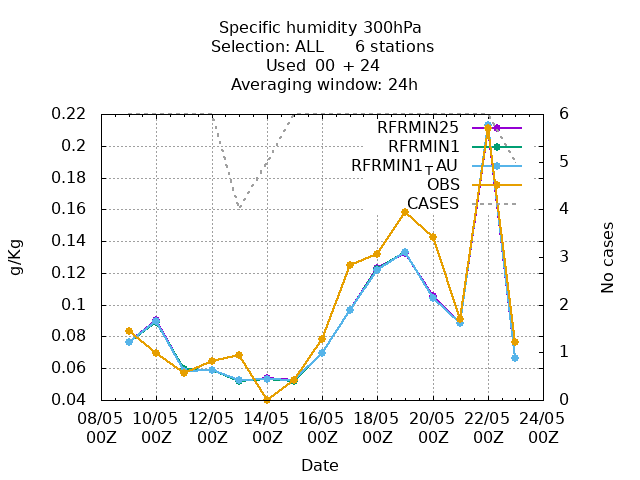 Specific humidity 300hPa
Selection: ALL 6 stations
Used 00 + 24
Averaging window: 24h
0.22
0.2
0.18
0.16
0.14
0.12
0.1
0.08
0.06
0.04
g/Kg
6
5
4
3
2
1
0
No cases
RFRMIN25
RFRMIN1
RFRMIN1TAU
OBS
CASES
08/05 10/05 12/05 14/05 16/05 18/05 20/05 22/05 24/05
00Z 00Z 00Z 00Z 00Z 00Z 00Z 00Z 00Z
Date